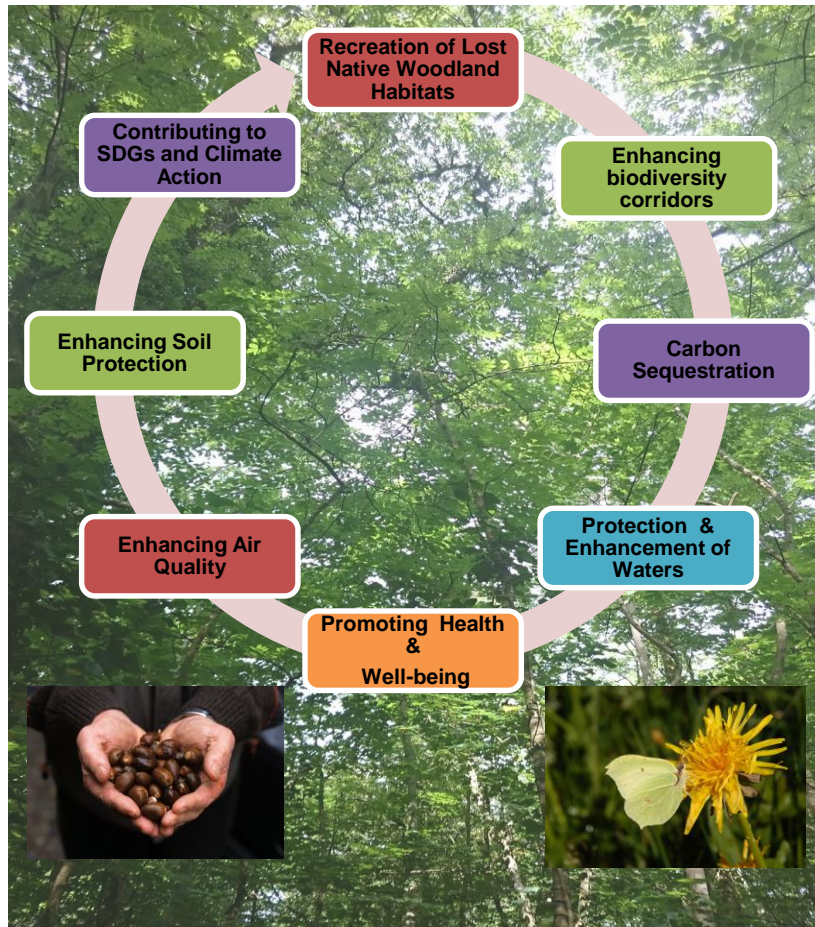 Recreation of Lost
Native Woodland
Habitats
Enhancing
biodiversity
corridors
Carbon
Sequestration
Protection & 
Enhancement of
Waters
Promoting Health
&
Well-being
Enhancing Air
Quality
Enhancing Soil
Protection
Contributing to
SDGs and Climate
Action